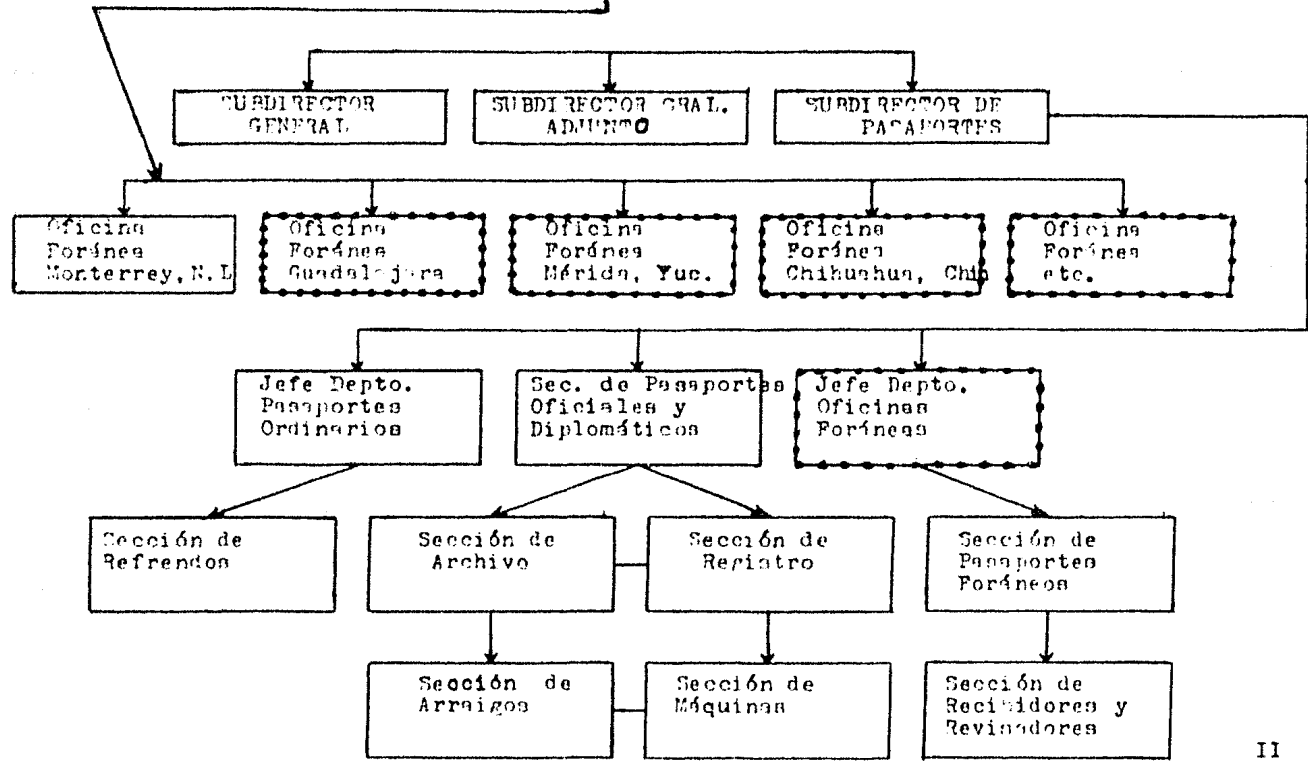 SUBDIRECTOR
GENERAL
SUBDIRECTOR GRAL.
ADJUNTO
SUBDIRECTOR DE
PASAPORTES
Oficina
Foránea
Monterrey, N.L
Oficina
Foránea
Guadalajara
Oficina
Foránea
Mérida, Yuc.
Oficina
Foránea
Chihuahua, Chih
Oficina
Foránea
etc.
Jefe Depto.
Pasaportes
Ordinarios
Sec. de Pasaportes
Oficiales y
Diplomáticos
Jefe Depto.
Oficinas
Foráneas
Sección de
Refrendos
Sección de
Archivo
Sección de
Registro
Sección de
Pasaportes
Foráneos
Sección de
Arraigos
Sección de
Máquinas
Sección de
Recibidores y
Revisadores
II